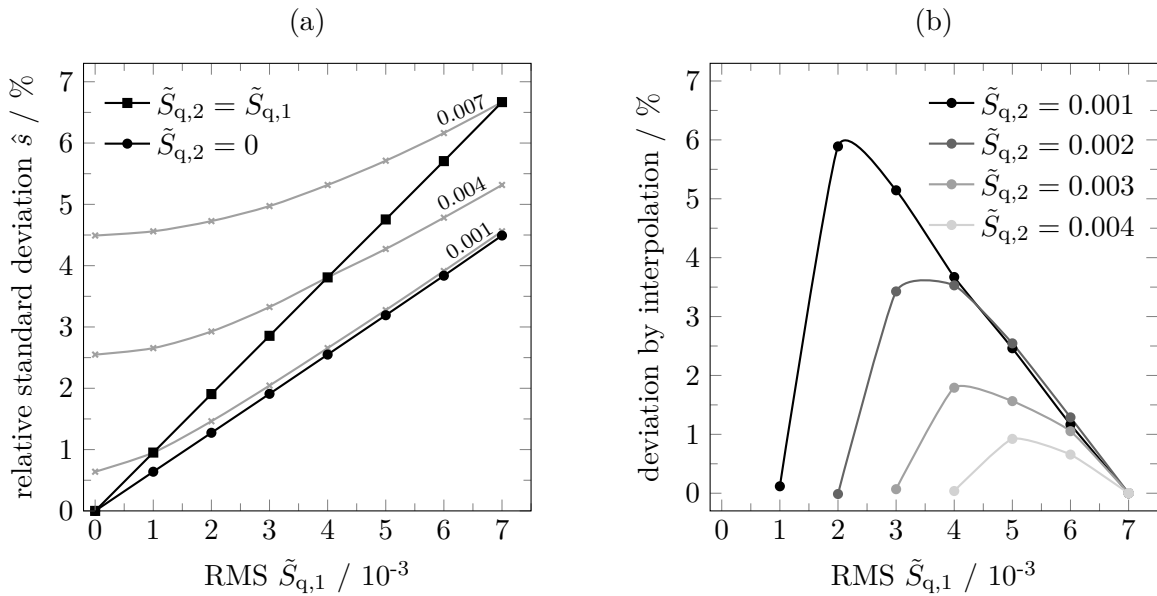 (a)
relative standard deviation ŝ / %
7
6
5
4
3
2
1
0
S̃q,2 = S̃q,1
S̃q,2 = 0
0.007
0.004
0.001
0 1 2 3 4 5 6 7
RMS S̃q,1 / 10-3
(b)
deviation by interpolation / %
7
6
5
4
3
2
1
0
S̃q,2 = 0.001
S̃q,2 = 0.002
S̃q,2 = 0.003
S̃q,2 = 0.004
0 1 2 3 4 5 6 7
RMS S̃q,1 / 10-3